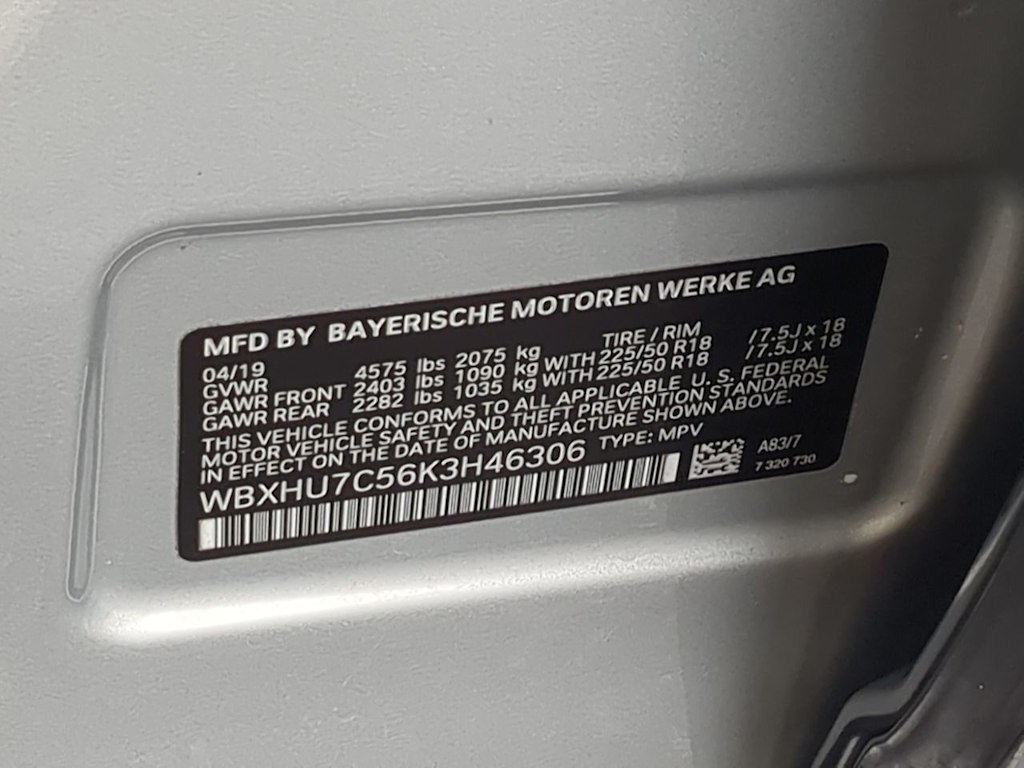 MFD BY BAYERISCHE MOTOREN WERKE AG
04/19 TIRE / RIM
GVWR 4575 lbs 2075 kg
GAWR FRONT 2403 lbs 1090 kg WITH 225/50 R18 /7.5J x 18
GAWR REAR 2282 lbs 1035 kg WITH 225/50 R18 /7.5J x 18
THIS VEHICLE CONFORMS TO ALL APPLICABLE U. S. FEDERAL
MOTOR VEHICLE SAFETY AND THEFT PREVENTION STANDARDS
IN EFFECT ON THE DATE OF MANUFACTURE SHOWN ABOVE.
WBXHU7C56K3H46306 TYPE: MPV
A83/7
7 320 730